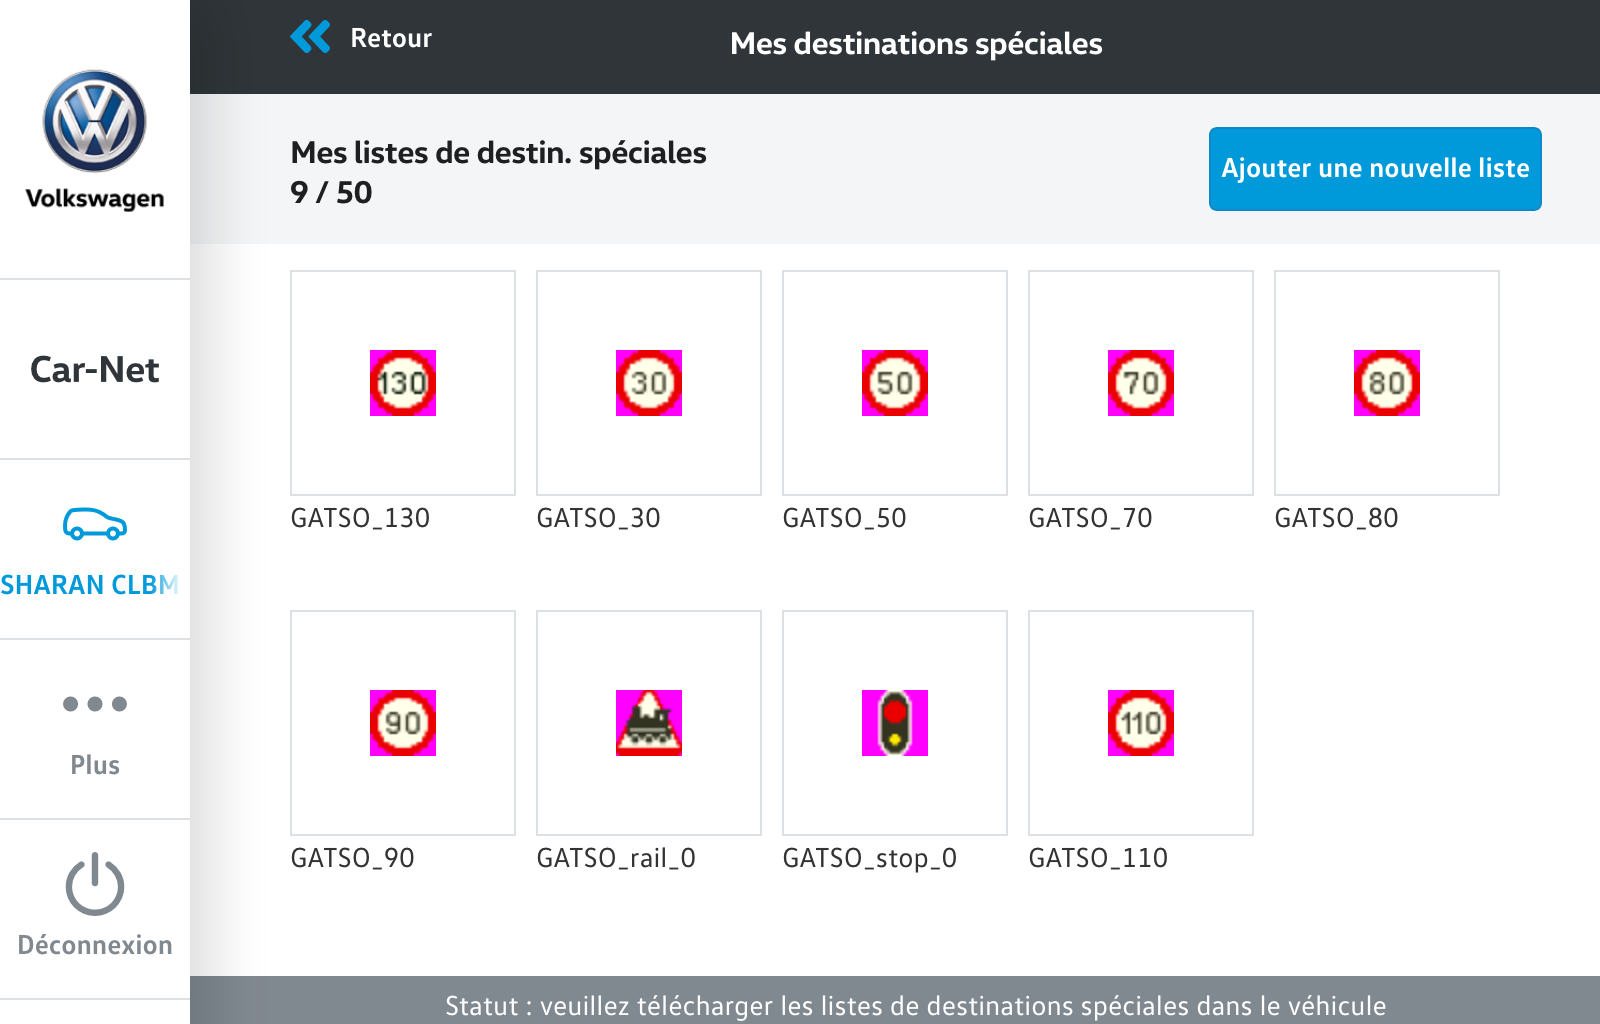 Retour
Mes destinations spéciales
Volkswagen
Car-Net
SHARAN CLBM
Plus
Déconnexion
Mes listes de destin. spéciales
9 / 50
Ajouter une nouvelle liste
130
30
50
70
80
GATSO_130
GATSO_30
GATSO_50
GATSO_70
GATSO_80
90
110
GATSO_90
GATSO_rail_0
GATSO_stop_0
GATSO_110
Statut : veuillez télécharger les listes de destinations spéciales dans le véhicule